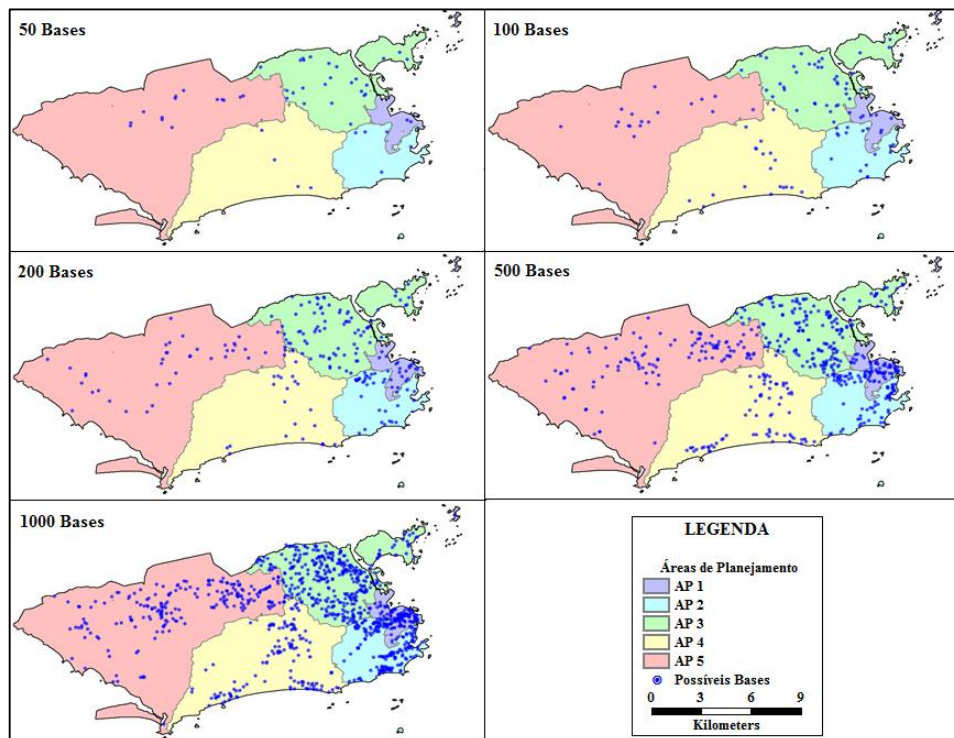 50 Bases
100 Bases
200 Bases
500 Bases
1000 Bases
LEGENDA
Áreas de Planejamento
AP 1
AP 2
AP 3
AP 4
AP 5
Possíveis Bases
0 3 6 9
Kilometers